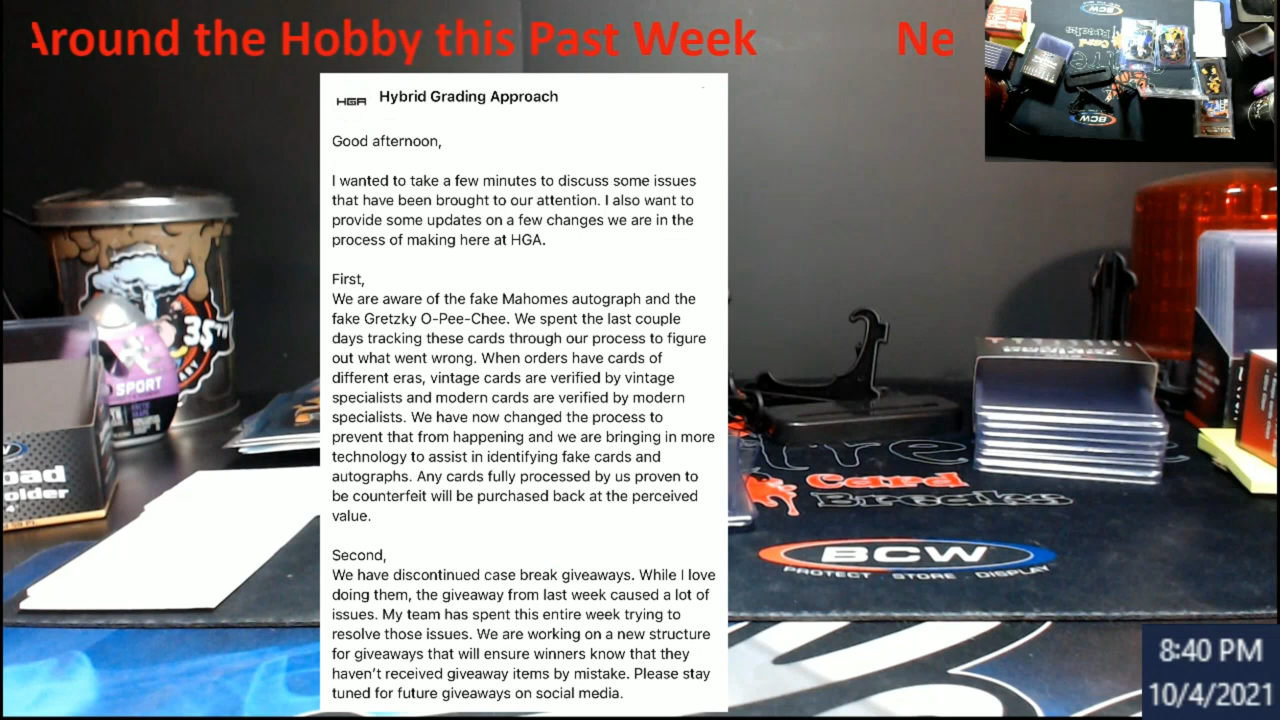 Around the Hobby this Past Week
Ne
HGA
Hybrid Grading Approach
Good afternoon,
I wanted to take a few minutes to discuss some issues
that have been brought to our attention. I also want to
provide some updates on a few changes we are in the
process of making here at HGA.
First,
We are aware of the fake Mahomes autograph and the
fake Gretzky O-Pee-Chee. We spent the last couple
days tracking these cards through our process to figure
out what went wrong. When orders have cards of
different eras, vintage cards are verified by vintage
specialists and modern cards are verified by modern
specialists. We have now changed the process to
prevent that from happening and we are bringing in more
technology to assist in identifying fake cards and
autographs. Any cards fully processed by us proven to
be counterfeit will be purchased back at the perceived
value.
Second,
We have discontinued case break giveaways. While I love
doing them, the giveaway from last week caused a lot of
issues. My team has spent this entire week trying to
resolve those issues. We are working on a new structure
for giveaways that will ensure winners know that they
haven't received giveaway items by mistake. Please stay
tuned for future giveaways on social media.
35TH
SPORT
oad
older
Card
Breaks
BCW
PROTECT STORE DISPLAY
8:40 PM
10/4/2021